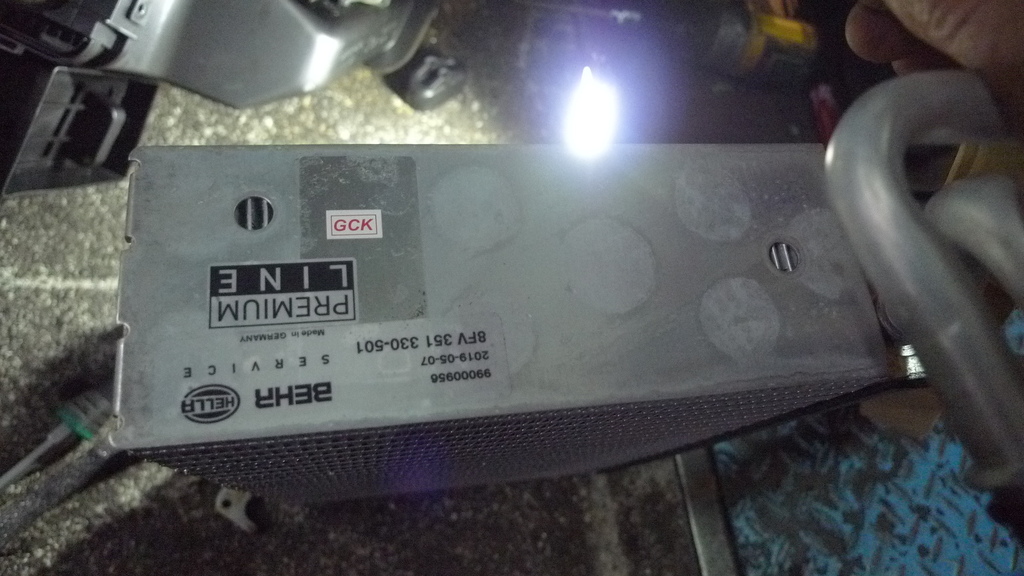 BEHR
HELLA
SERVICE
99000956
2019-05-07
8FV 351 330-501
Made in GERMANY
PREMIUM
LINE
GCK